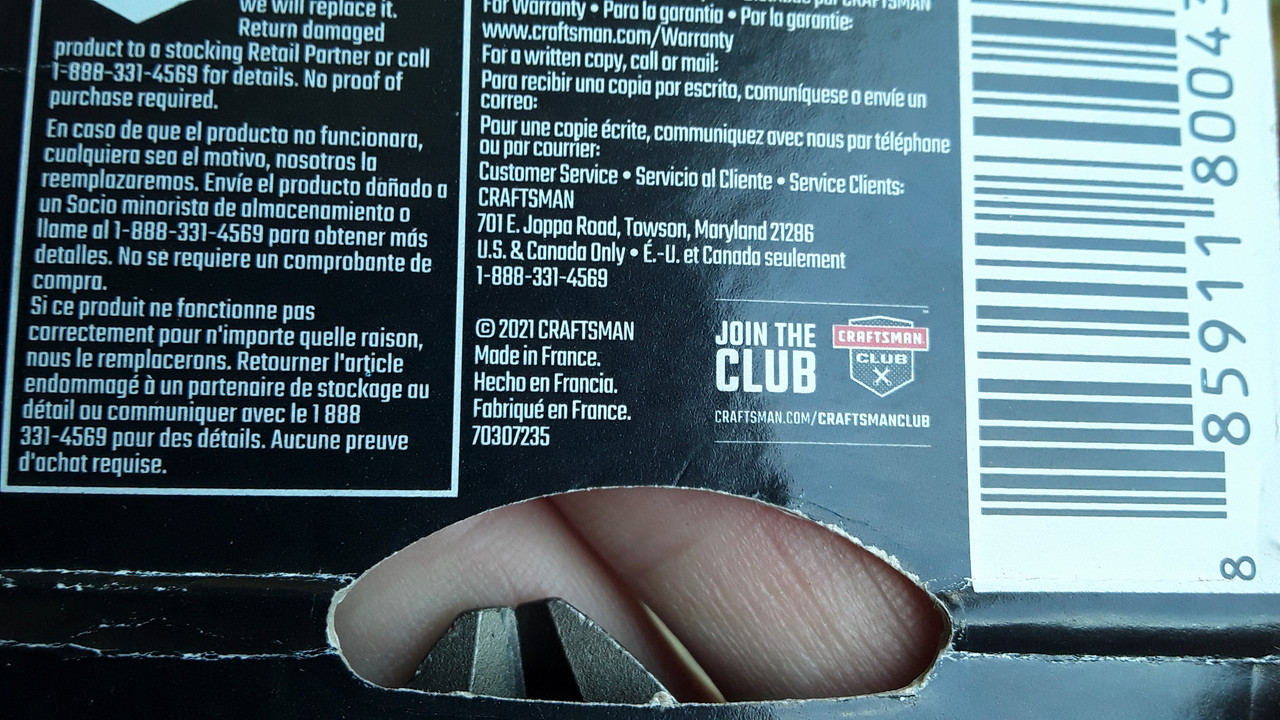 we will replace it.
Return damaged
product to a stocking Retail Partner or call
1-888-331-4569 for details. No proof of
purchase required.
En caso de que el producto no funcionara,
cualquiera sea el motivo, nosotros la
reemplazaremos. Envíe el producto dañado a
un Socio minorista de almacenamiento o
llame al 1-888-331-4569 para obtener más
detalles. No se requiere un comprobante de
compra.
Si ce produit ne fonctionne pas
correctement pour n'importe quelle raison,
nous le remplacerons. Retourner l'article
endommagé à un partenaire de stockage au
détail ou communiquer avec le 1 888
331-4569 pour des détails. Aucune preuve
d'achat requise.
par CRAFTSMAN
For Warranty • Para la garantia • Por la garantie:
www.craftsman.com/Warranty
For a written copy, call or mail:
Para recibir una copia por escrito, comuníquese o envíe un
correo:
Pour une copie écrite, communiquez avec nous par téléphone
ou par courrier:
Customer Service • Servicio al Cliente • Service Clients:
CRAFTSMAN
701 E. Joppa Road, Towson, Maryland 21286
U.S. & Canada Only • É.-U. et Canada seulement
1-888-331-4569
© 2021 CRAFTSMAN
Made in France.
Hecho en Francia.
Fabriqué en France.
70307235
JOIN THE
CLUB
CRAFTSMAN
CLUB
CRAFTSMAN.COM/CRAFTSMANCLUB
8 85911 80043